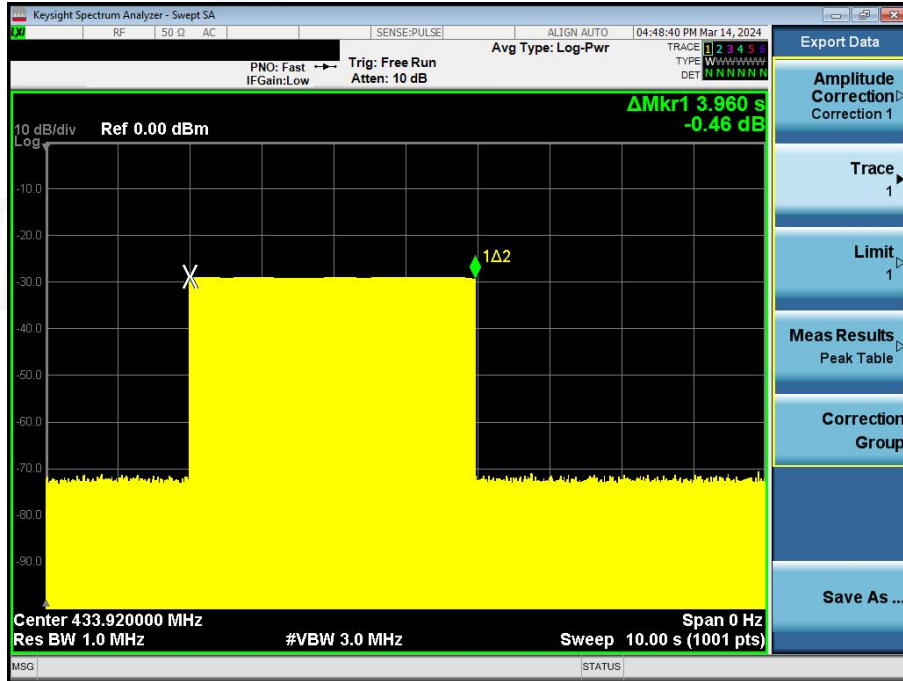 Keysight Spectrum Analyzer - Swept SA
LXI RF 50 Ω AC SENSE:PULSE ALIGN AUTO 04:48:40 PM Mar 14, 2024
Export Data
PNO: Fast
IFGain:Low
Trig: Free Run
Atten: 10 dB
Avg Type: Log-Pwr
TRACE 1 2 3 4 5 6
TYPE WWWWWW
DET N N N N N N
ΔMkr1 3.960 s
-0.46 dB
10 dB/div Ref 0.00 dBm
Log
-10.0
-20.0
1Δ2
X
-30.0
-40.0
-50.0
-60.0
-70.0
-80.0
-90.0
Center 433.920000 MHz Span 0 Hz
Res BW 1.0 MHz #VBW 3.0 MHz Sweep 10.00 s (1001 pts)
MSG STATUS
Amplitude
Correction
Correction 1
Trace
1
Limit
1
Meas Results
Peak Table
Correction
Group
Save As ...